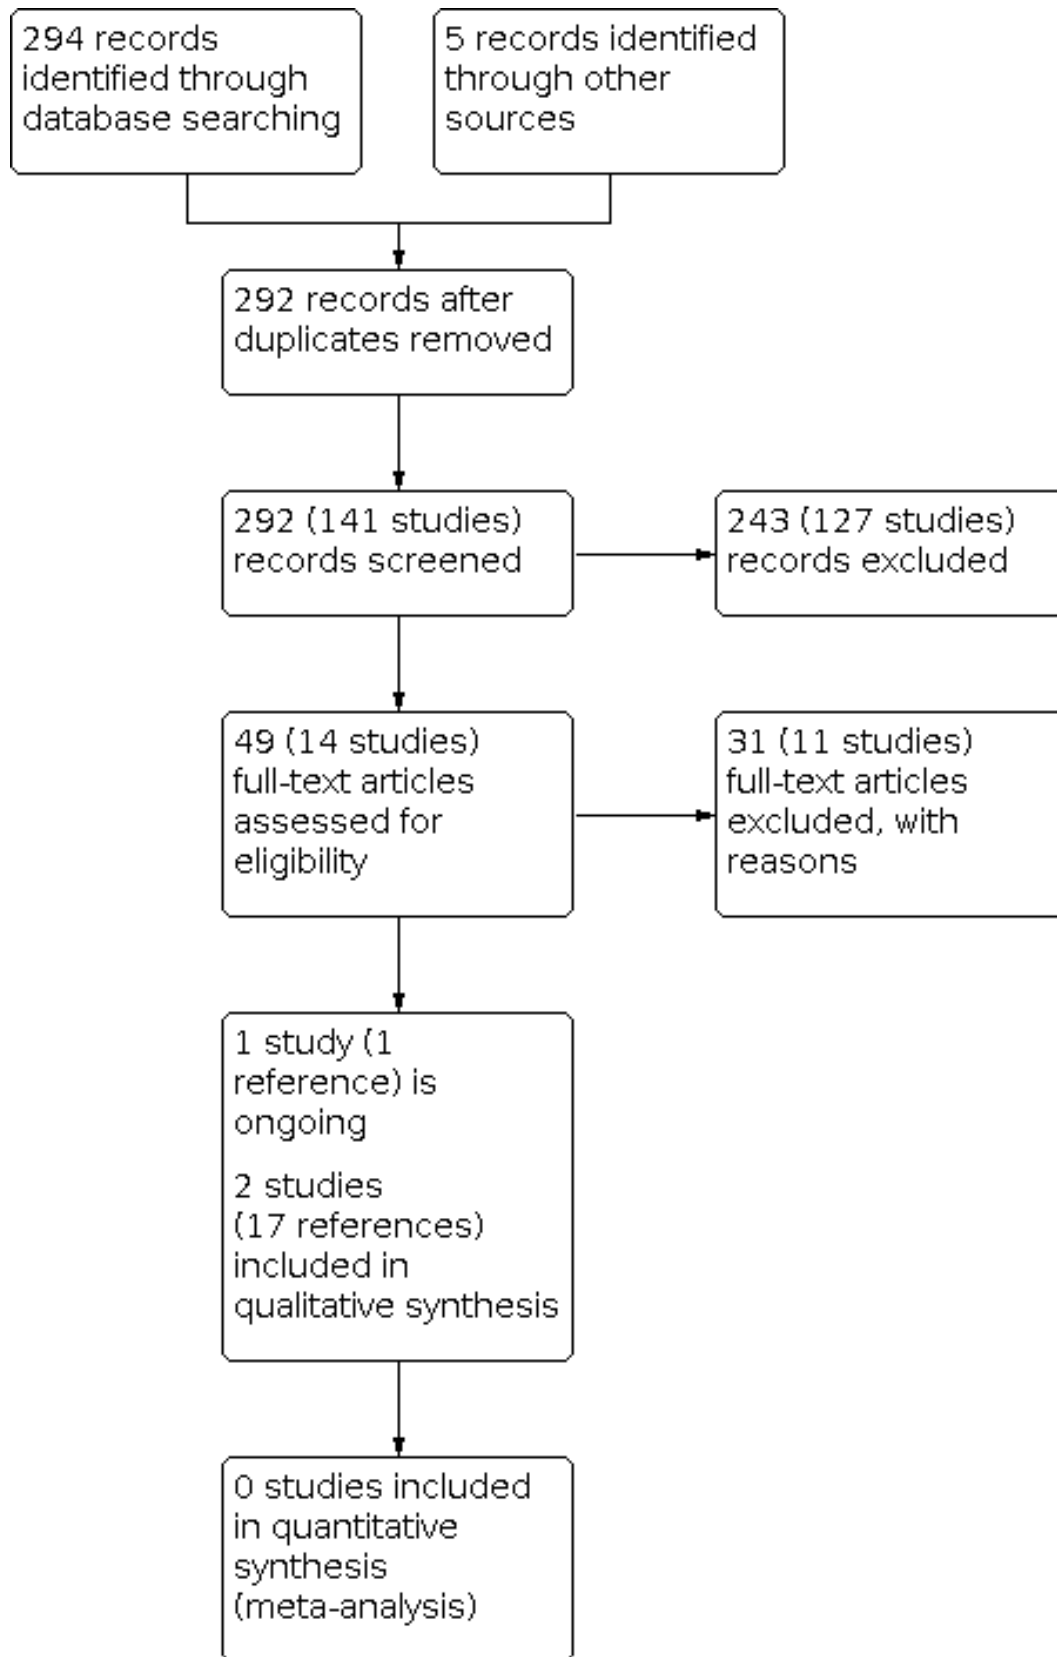 294 records
identified through
database searching
5 records identified
through other
sources
292 records after
duplicates removed
292 (141 studies)
records screened
243 (127 studies)
records excluded
49 (14 studies)
full-text articles
assessed for
eligibility
31 (11 studies)
full-text articles
excluded, with
reasons
1 study (1
reference) is
ongoing
2 studies
(17 references)
included in
qualitative synthesis
0 studies included
in quantitative
synthesis
(meta-analysis)